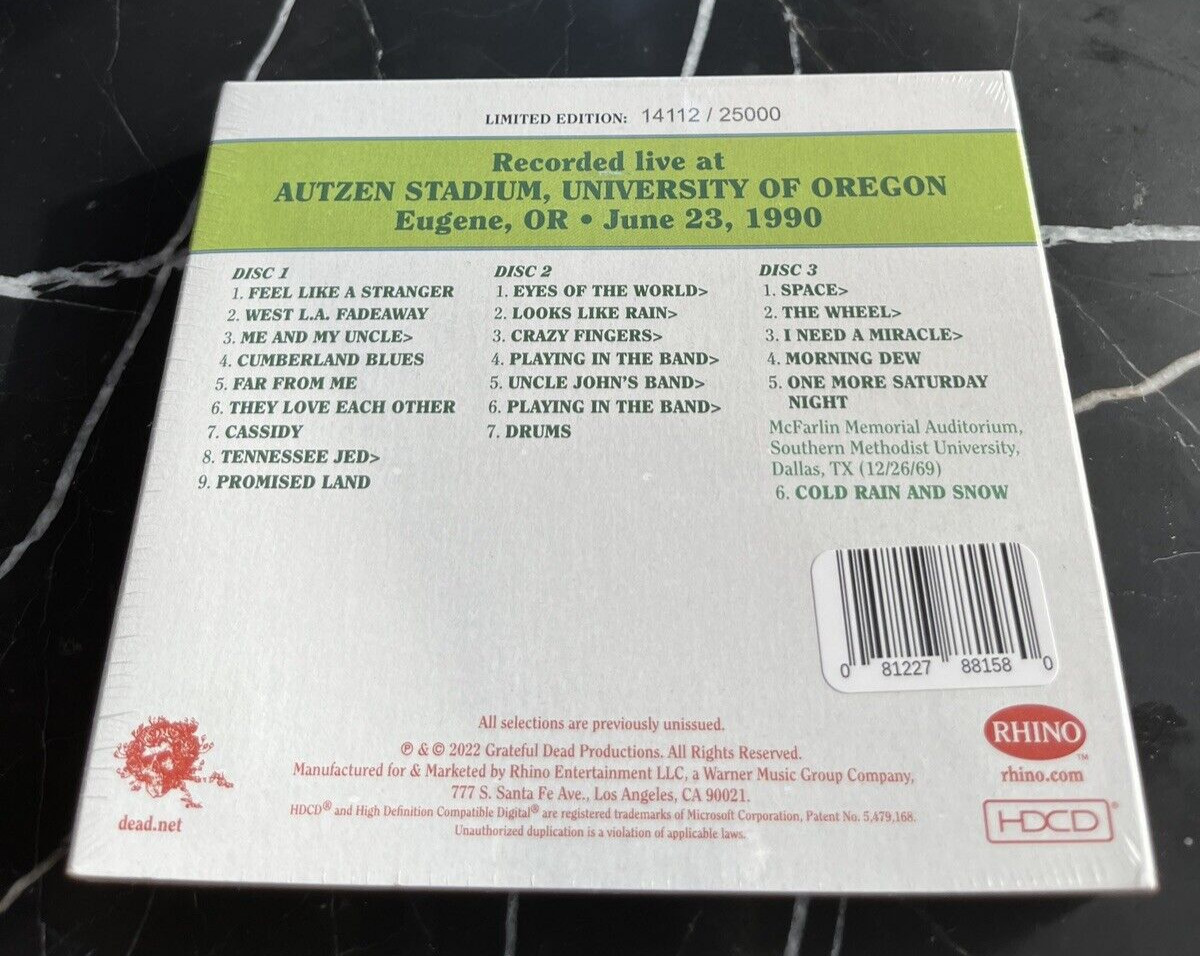 LIMITED EDITION: 14112 / 25000
Recorded live at
AUTZEN STADIUM, UNIVERSITY OF OREGON
Eugene, OR • June 23, 1990
DISC 1
1. FEEL LIKE A STRANGER
2. WEST L.A. FADEAWAY
3. ME AND MY UNCLE>
4. CUMBERLAND BLUES
5. FAR FROM ME
6. THEY LOVE EACH OTHER
7. CASSIDY
8. TENNESSEE JED>
9. PROMISED LAND
DISC 2
1. EYES OF THE WORLD>
2. LOOKS LIKE RAIN>
3. CRAZY FINGERS>
4. PLAYING IN THE BAND>
5. UNCLE JOHN'S BAND>
6. PLAYING IN THE BAND>
7. DRUMS
DISC 3
1. SPACE>
2. THE WHEEL>
3. I NEED A MIRACLE>
4. MORNING DEW
5. ONE MORE SATURDAY
NIGHT
McFarlin Memorial Auditorium,
Southern Methodist University,
Dallas, TX (12/26/69)
6. COLD RAIN AND SNOW
0 81227 88158 0
All selections are previously unissued.
℗ & © 2022 Grateful Dead Productions. All Rights Reserved.
Manufactured for & Marketed by Rhino Entertainment LLC, a Warner Music Group Company,
777 S. Santa Fe Ave., Los Angeles, CA 90021.
HDCD® and High Definition Compatible Digital® are registered trademarks of Microsoft Corporation, Patent No. 5,479,168.
Unauthorized duplication is a violation of applicable laws.
dead.net
RHINO™
rhino.com
HDCD®